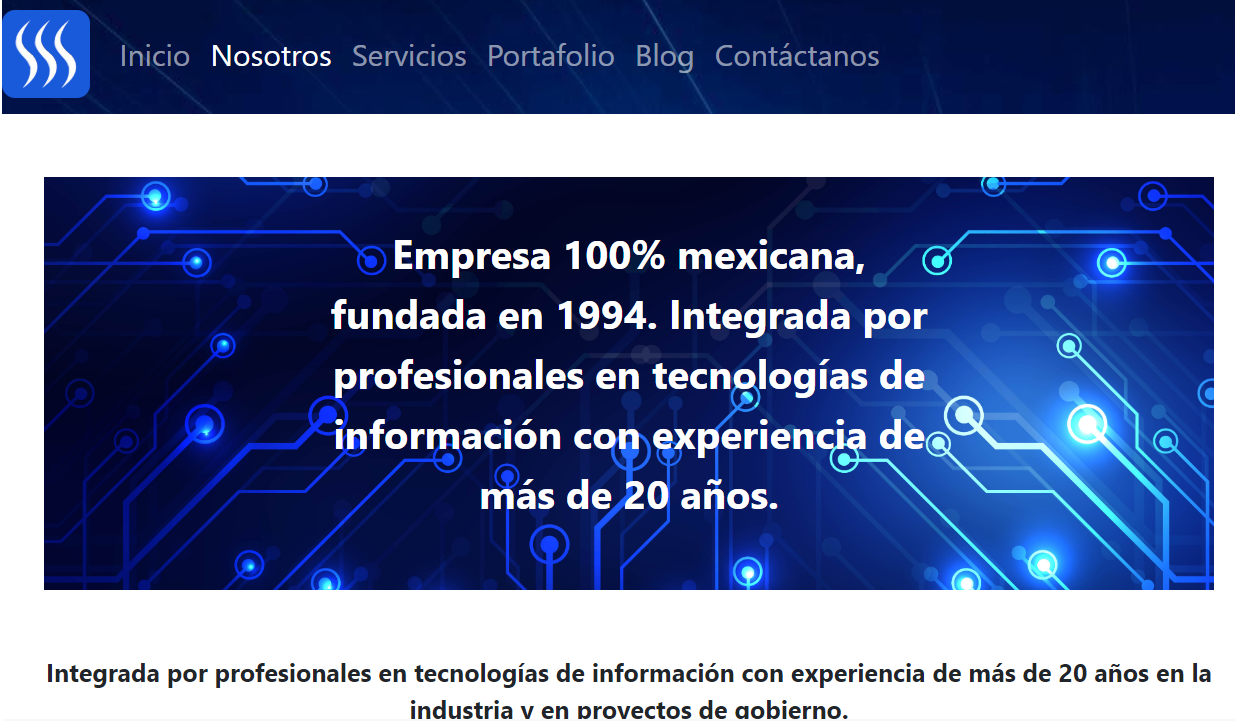 Inicio Nosotros Servicios Portafolio Blog Contáctanos
Empresa 100% mexicana,
fundada en 1994. Integrada por
profesionales en tecnologías de
información con experiencia de
más de 20 años.
Integrada por profesionales en tecnologías de información con experiencia de más de 20 años en la
industria y en proyectos de gobierno.